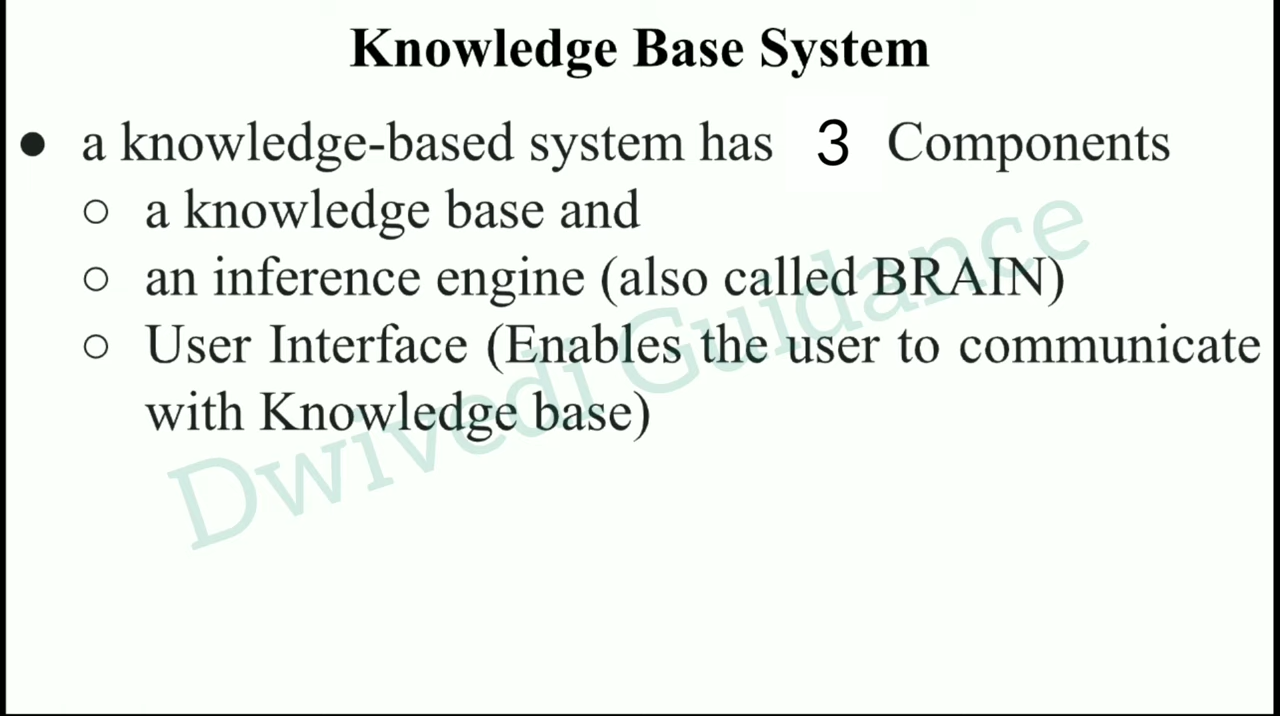 Knowledge Base System
● a knowledge-based system has 3 Components
○ a knowledge base and
○ an inference engine (also called BRAIN)
○ User Interface (Enables the user to communicate
with Knowledge base)
Dwivedi Guidance